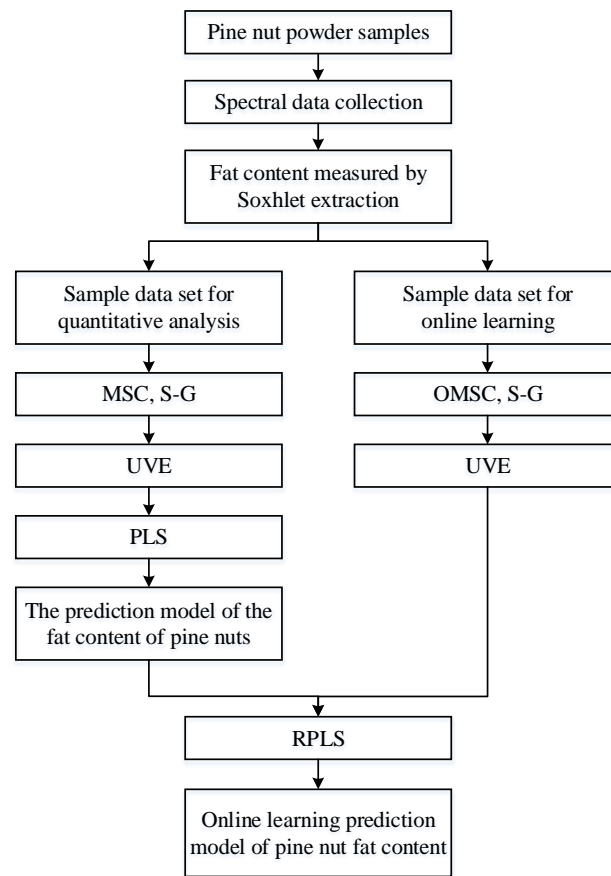 Pine nut powder samples
Spectral data collection
Fat content measured by
Soxhlet extraction
Sample data set for
quantitative analysis
MSC, S-G
UVE
PLS
The prediction model of the
fat content of pine nuts
Sample data set for
online learning
OMSC, S-G
UVE
RPLS
Online learning prediction
model of pine nut fat content